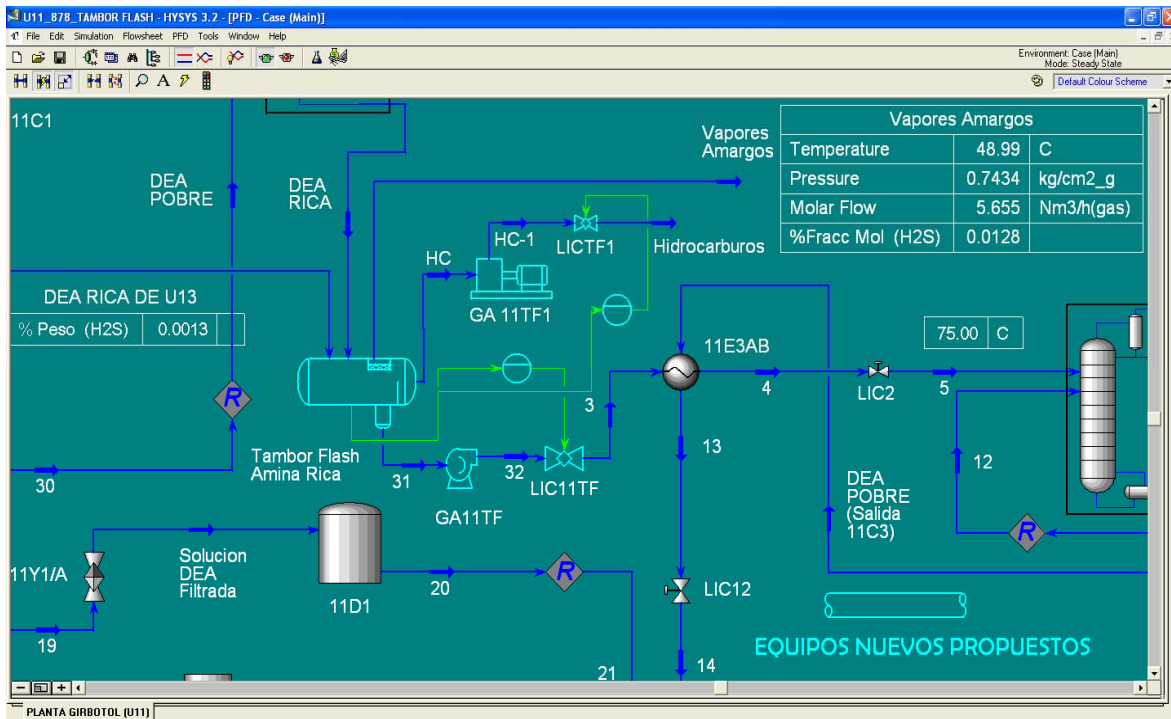 U11_878_TAMBOR FLASH - HYSYS 3.2 - [PFD - Case (Main)]
File Edit Simulation Flowsheet PFD Tools Window Help
Environment: Case (Main)
Mode: Steady State
Default Colour Scheme
11C1
DEA
POBRE
DEA
RICA
Vapores
Amargos
Vapores Amargos
Temperature 48.99 C
Pressure 0.7434 kg/cm2_g
Molar Flow 5.655 Nm3/h(gas)
%Fracc Mol (H2S) 0.0128
HC-1
LICTF1
Hidrocarburos
HC
GA 11TF1
DEA RICA DE U13
% Peso (H2S) 0.0013
11E3AB
75.00 C
4
LIC2
5
3
R
Tambor Flash
Amina Rica
30
31
32
LIC11TF
GA11TF
13
12
DEA
POBRE
(Salida
11C3)
R
11Y1/A
Solucion
DEA
Filtrada
11D1
20
R
LIC12
19
21
14
EQUIPOS NUEVOS PROPUESTOS
PLANTA GIRBOTOL (U11)